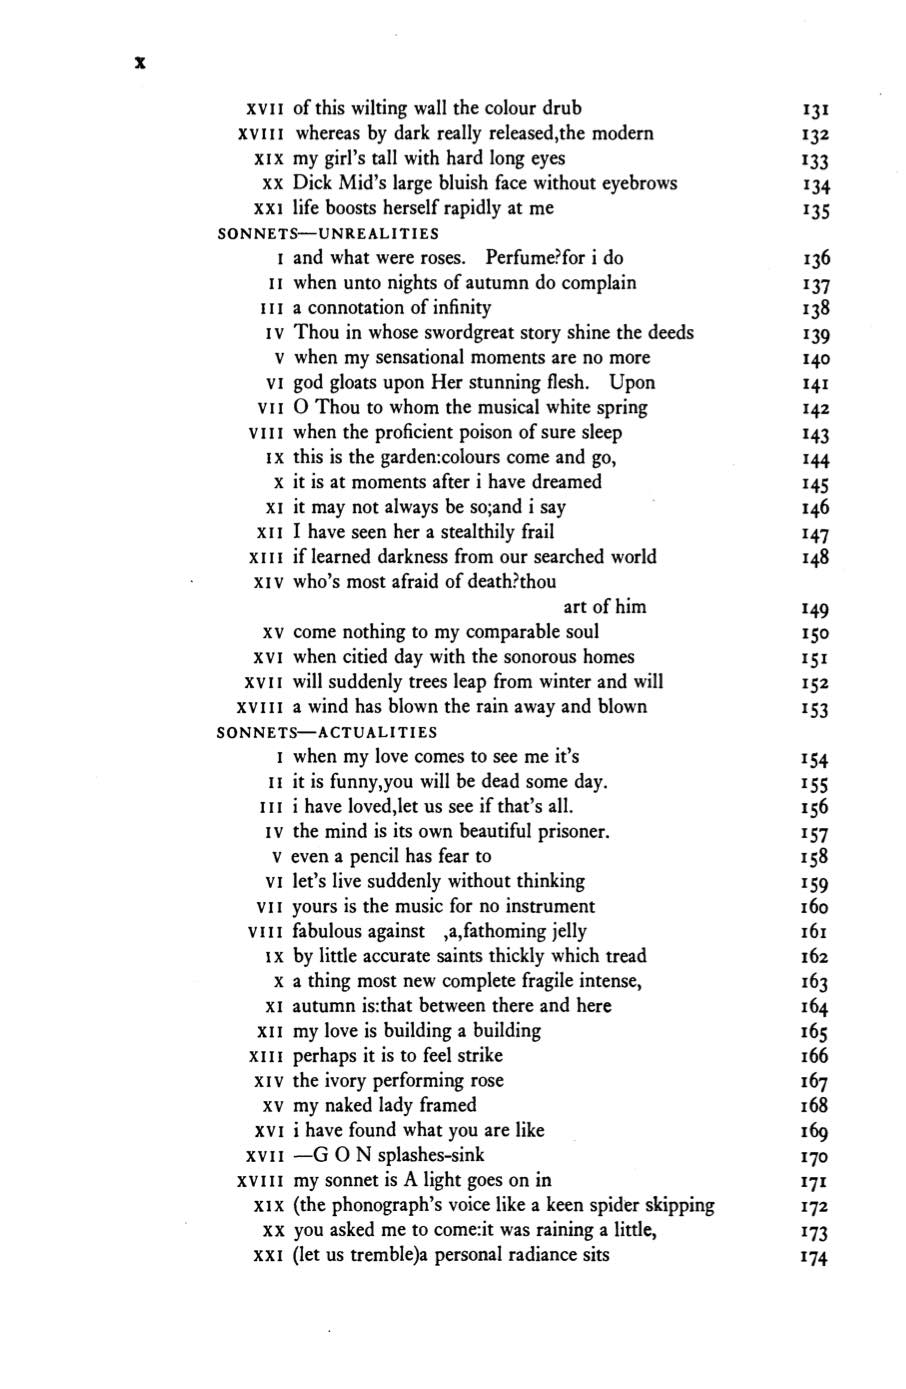 x
XVII of this wilting wall the colour drub 131
XVIII whereas by dark really released,the modern 132
XIX my girl's tall with hard long eyes 133
XX Dick Mid's large bluish face without eyebrows 134
XXI life boosts herself rapidly at me 135
SONNETS—UNREALITIES
I and what were roses. Perfume?for i do 136
II when unto nights of autumn do complain 137
III a connotation of infinity 138
IV Thou in whose swordgreat story shine the deeds 139
V when my sensational moments are no more 140
VI god gloats upon Her stunning flesh. Upon 141
VII O Thou to whom the musical white spring 142
VIII when the proficient poison of sure sleep 143
IX this is the garden:colours come and go, 144
X it is at moments after i have dreamed 145
XI it may not always be so;and i say 146
XII I have seen her a stealthily frail 147
XIII if learned darkness from our searched world 148
XIV who's most afraid of death?thou
art of him 149
XV come nothing to my comparable soul 150
XVI when citied day with the sonorous homes 151
XVII will suddenly trees leap from winter and will 152
XVIII a wind has blown the rain away and blown 153
SONNETS—ACTUALITIES
I when my love comes to see me it's 154
II it is funny,you will be dead some day. 155
III i have loved,let us see if that's all. 156
IV the mind is its own beautiful prisoner. 157
V even a pencil has fear to 158
VI let's live suddenly without thinking 159
VII yours is the music for no instrument 160
VIII fabulous against ,a,fathoming jelly 161
IX by little accurate saints thickly which tread 162
X a thing most new complete fragile intense, 163
XI autumn is:that between there and here 164
XII my love is building a building 165
XIII perhaps it is to feel strike 166
XIV the ivory performing rose 167
XV my naked lady framed 168
XVI i have found what you are like 169
XVII —G O N splashes-sink 170
XVIII my sonnet is A light goes on in 171
XIX (the phonograph's voice like a keen spider skipping 172
XX you asked me to come:it was raining a little, 173
XXI (let us tremble)a personal radiance sits 174